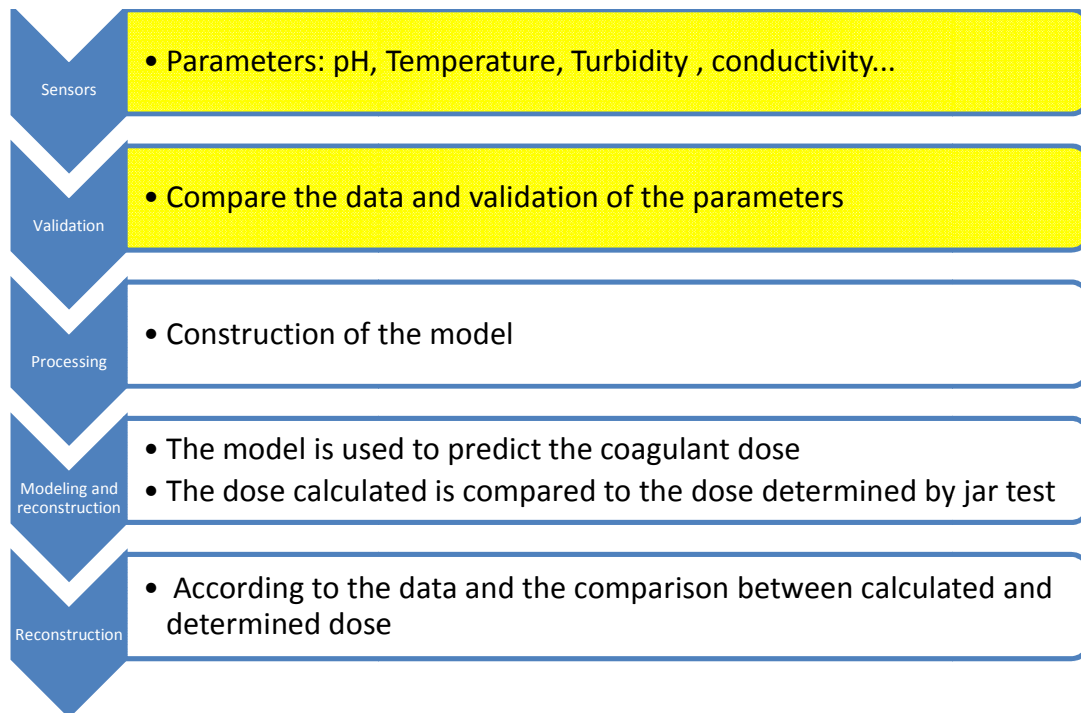 Sensors
• Parameters: pH, Temperature, Turbidity , conductivity...
Validation
• Compare the data and validation of the parameters
Processing
• Construction of the model
Modeling and
reconstruction
• The model is used to predict the coagulant dose
• The dose calculated is compared to the dose determined by jar test
Reconstruction
• According to the data and the comparison between calculated and
determined dose